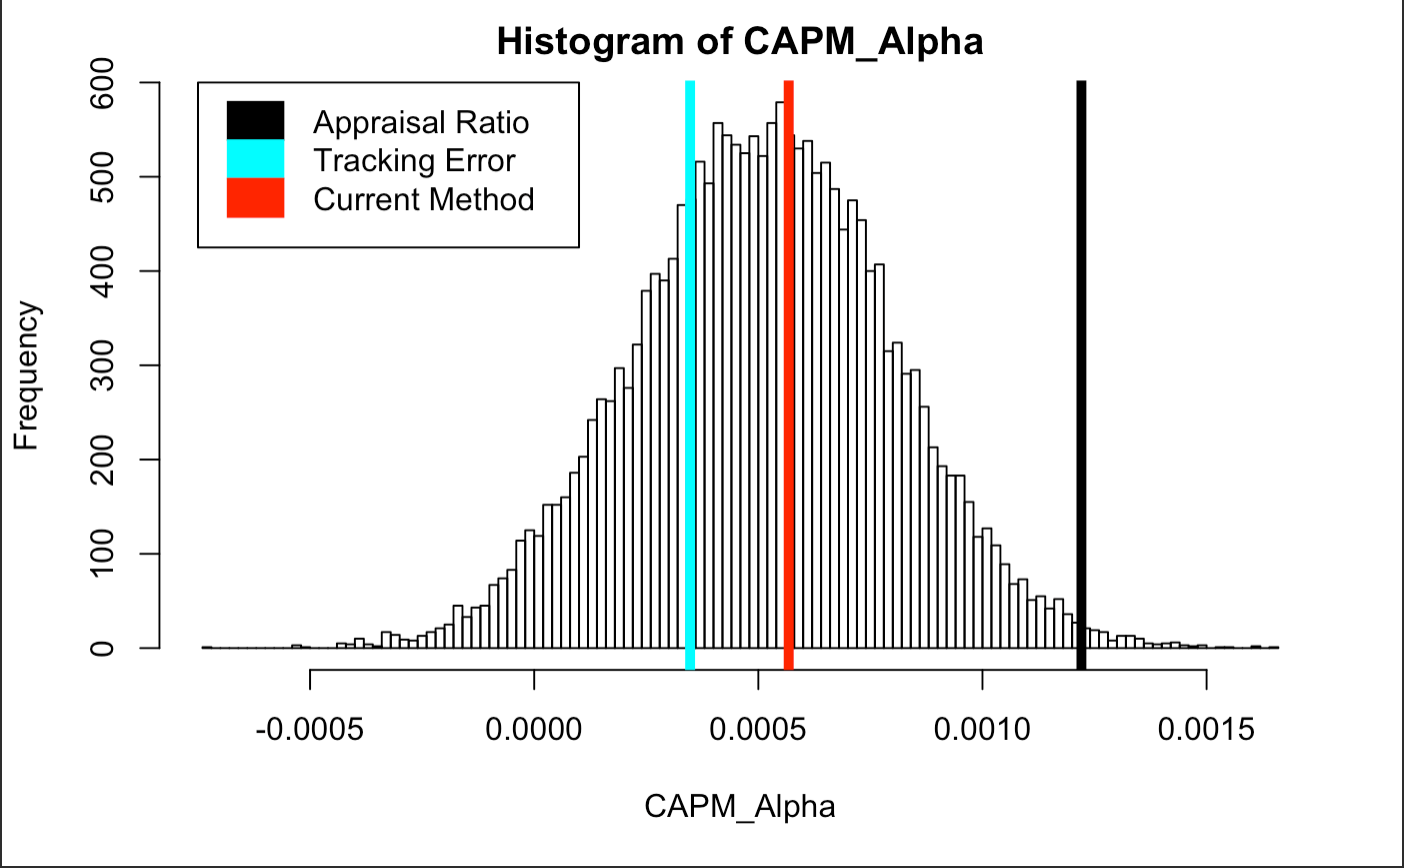 Histogram of CAPM_Alpha
Appraisal Ratio
Tracking Error
Current Method
Frequency
600
500
400
300
200
100
0
-0.0005 0.0000 0.0005 0.0010 0.0015
CAPM_Alpha